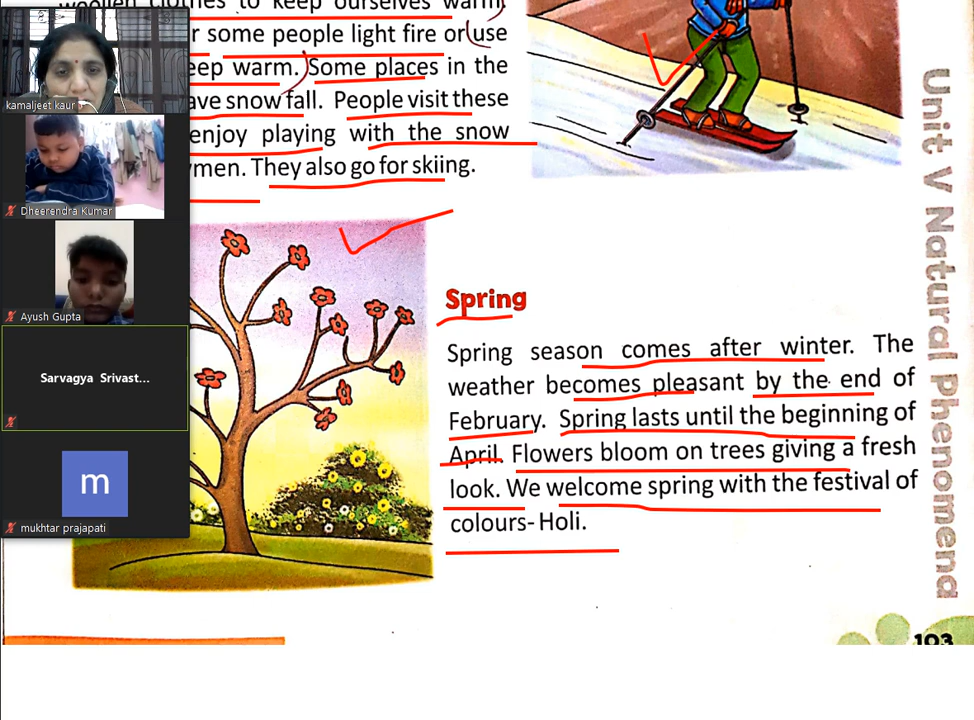 woollen clothes to keep ourselves warm.
r some people light fire or use
eep warm. Some places in the
ave snow fall. People visit these
enjoy playing with the snow
men. They also go for skiing.
Spring
Spring season comes after winter. The
weather becomes pleasant by the end of
February. Spring lasts until the beginning of
April. Flowers bloom on trees giving a fresh
look. We welcome spring with the festival of
colours- Holi.
Unit V Natural Phenomena
103
kamaljeet kaur
Dheerendra Kumar
Ayush Gupta
Sarvagya Srivast...
m
mukhtar prajapati